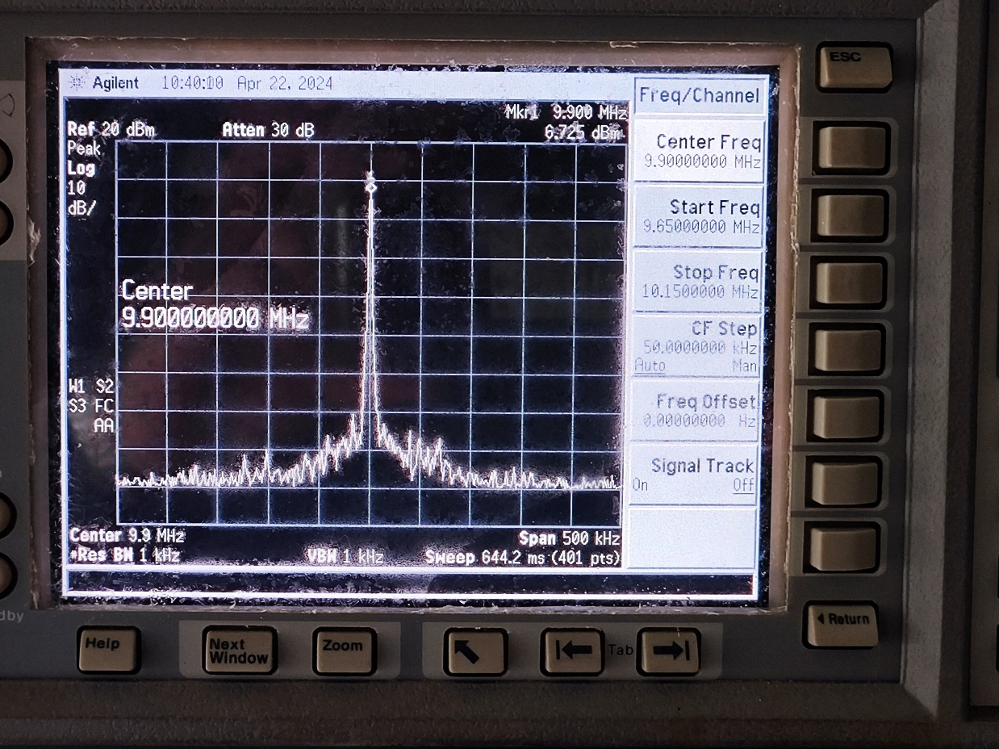 Agilent 10:40:10 Apr 22, 2024
Freq/Channel
Mkr1 9.900 MHz
Ref 20 dBm Atten 30 dB 6.725 dBm
Peak
Log
10
dB/
Center
9.900000000 MHz
W1 S2
S3 FC
AA
Center 9.9 MHz Span 500 kHz
#Res BW 1 kHz VBW 1 kHz Sweep 644.2 ms (401 pts)
Center Freq
9.90000000 MHz
Start Freq
9.65000000 MHz
Stop Freq
10.1500000 MHz
CF Step
50.0000000 kHz
Auto Man
Freq Offset
0.00000000 Hz
Signal Track
On Off
ESC
Return
Help
Next
Window
Zoom
Tab